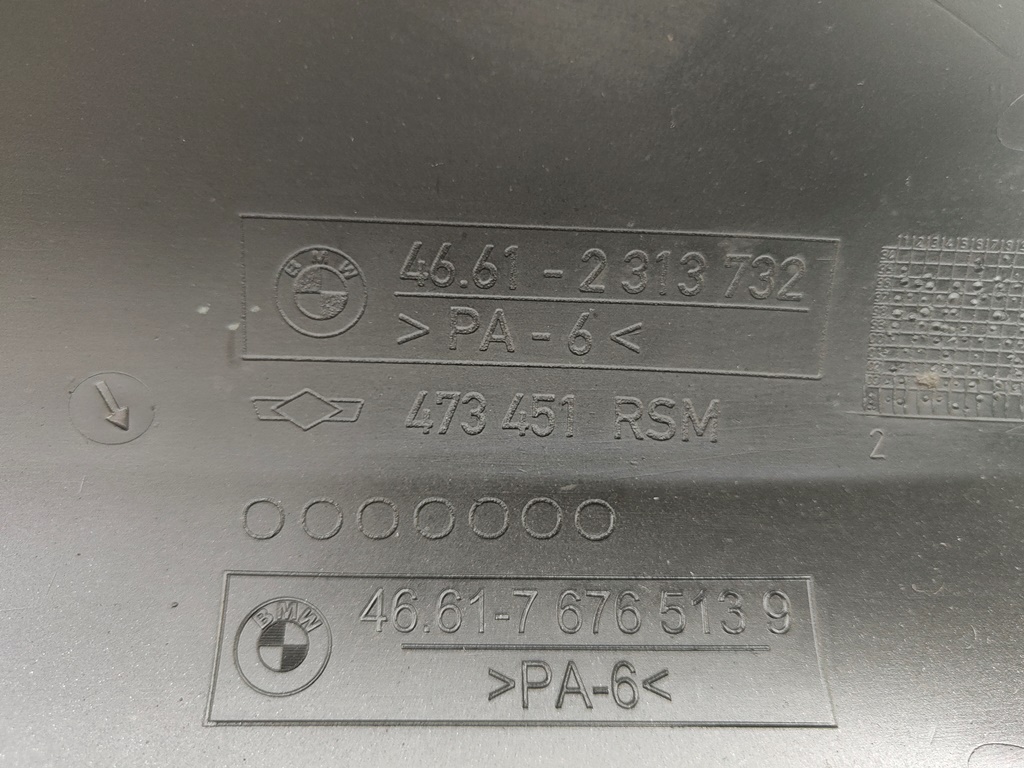 BMW
46.61 - 2 313 732
>PA - 6<
473 451 RSM
2
BMW
46.61-7 676 513 9
>PA-6<